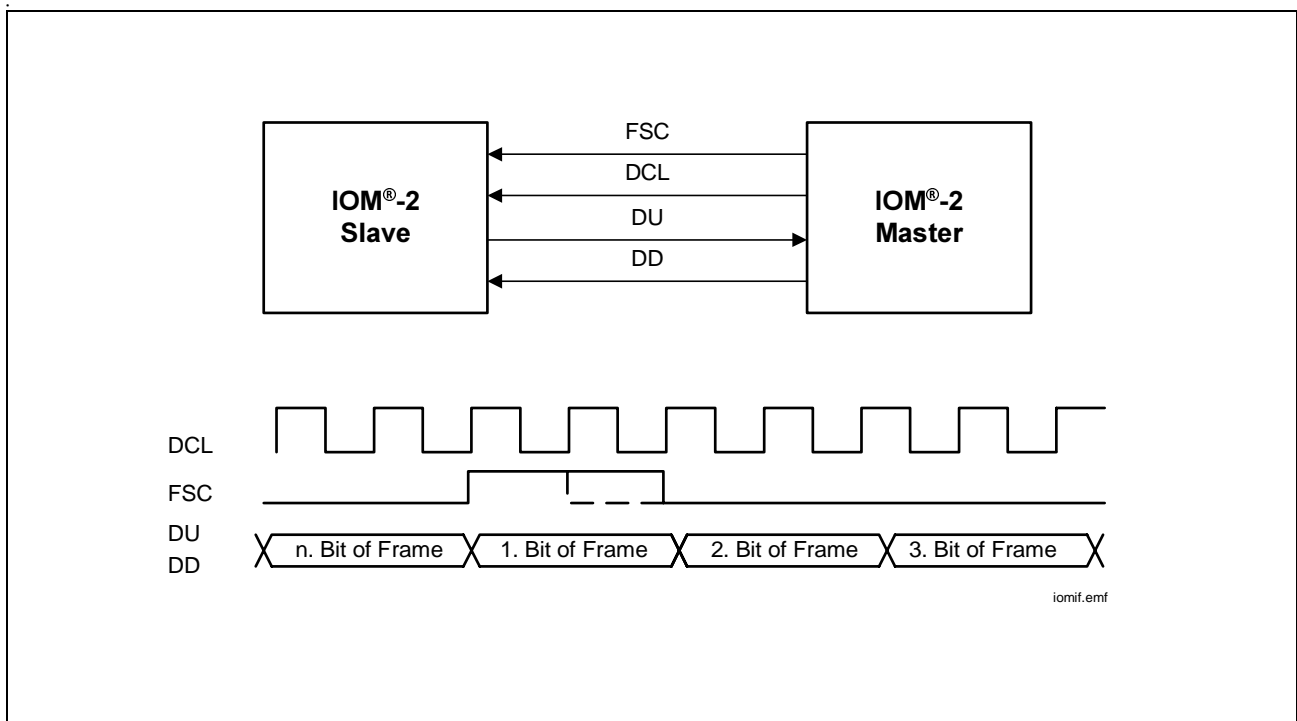 .
FSC
DCL
IOM®-2
Slave
DU
IOM®-2
Master
DD
DCL
FSC
DU
DD
n. Bit of Frame
1. Bit of Frame
2. Bit of Frame
3. Bit of Frame
iomif.emf